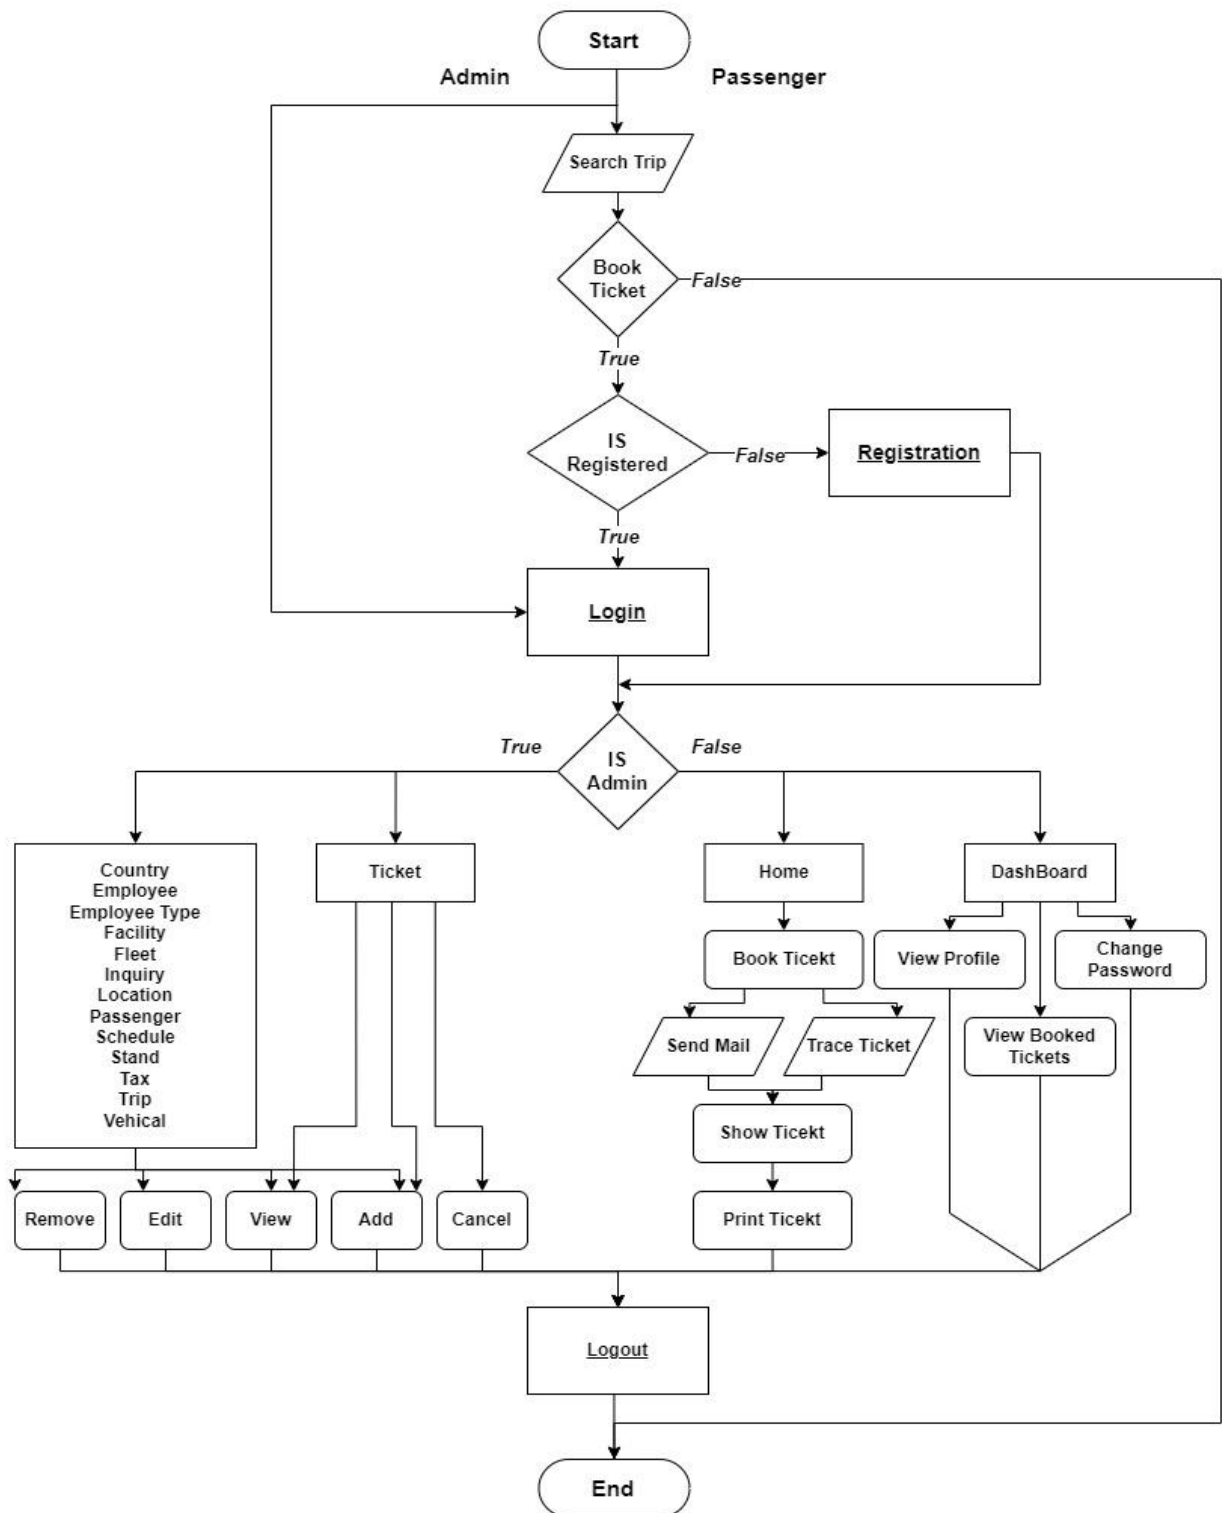 Start
Admin
Passenger
Search Trip
Book
Ticket
False
True
IS
Registered
False
Registration
True
Login
True
IS
Admin
False
Country
Employee
Employee Type
Facility
Fleet
Inquiry
Location
Passenger
Schedule
Stand
Tax
Trip
Vehical
Ticket
Home
DashBoard
Book Ticekt
View Profile
Change
Password
Send Mail
Trace Ticket
View Booked
Tickets
Show Ticekt
Remove
Edit
View
Add
Cancel
Print Ticekt
Logout
End